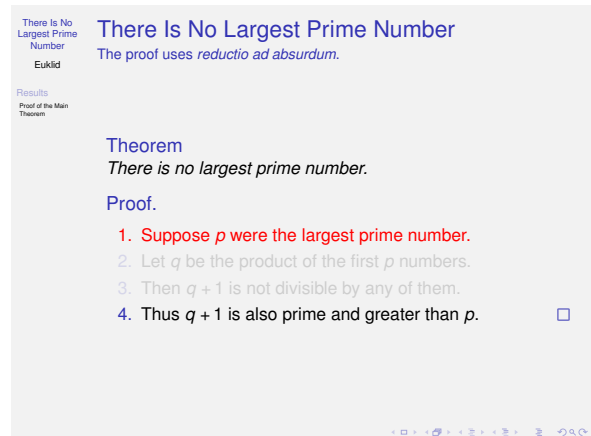 There Is No
Largest Prime
Number
Euklid
Results
Proof of the Main
Theorem
There Is No Largest Prime Number
The proof uses reductio ad absurdum.
Theorem
There is no largest prime number.
Proof.
1. Suppose p were the largest prime number.
2. Let q be the product of the first p numbers.
3. Then q + 1 is not divisible by any of them.
4. Thus q + 1 is also prime and greater than p.